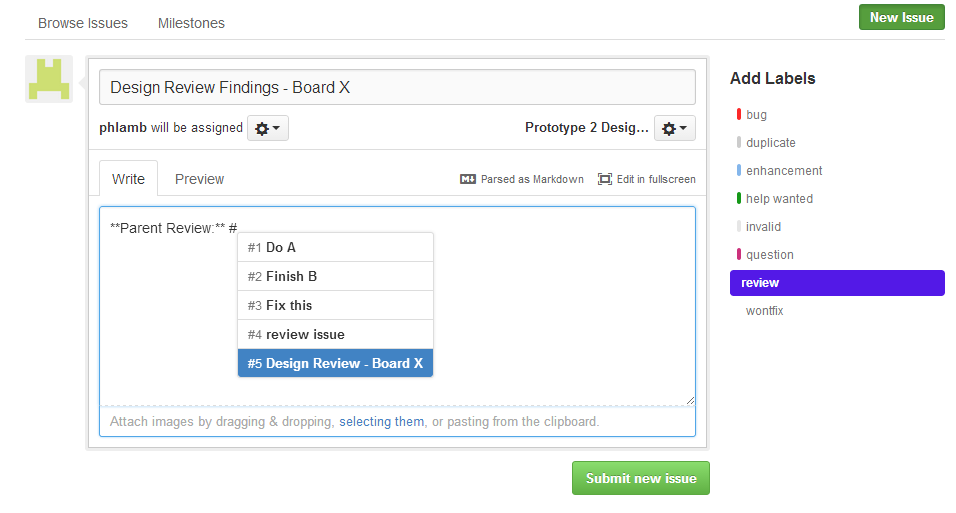 Browse Issues Milestones New Issue
Design Review Findings - Board X
phlamb will be assigned Prototype 2 Desig...
Write Preview Parsed as Markdown Edit in fullscreen
**Parent Review:** #
#1 Do A
#2 Finish B
#3 Fix this
#4 review issue
#5 Design Review - Board X
Attach images by dragging & dropping, selecting them, or pasting from the clipboard.
Submit new issue
Add Labels
bug
duplicate
enhancement
help wanted
invalid
question
review
wontfix